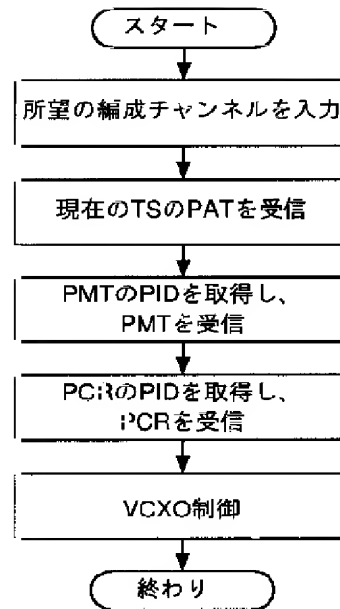 スタート
所望の編成チャンネルを入力
現在のTSのPATを受信
PMTのPIDを取得し、
PMTを受信
PCRのPIDを取得し、
PCRを受信
VCXO制御
終わり